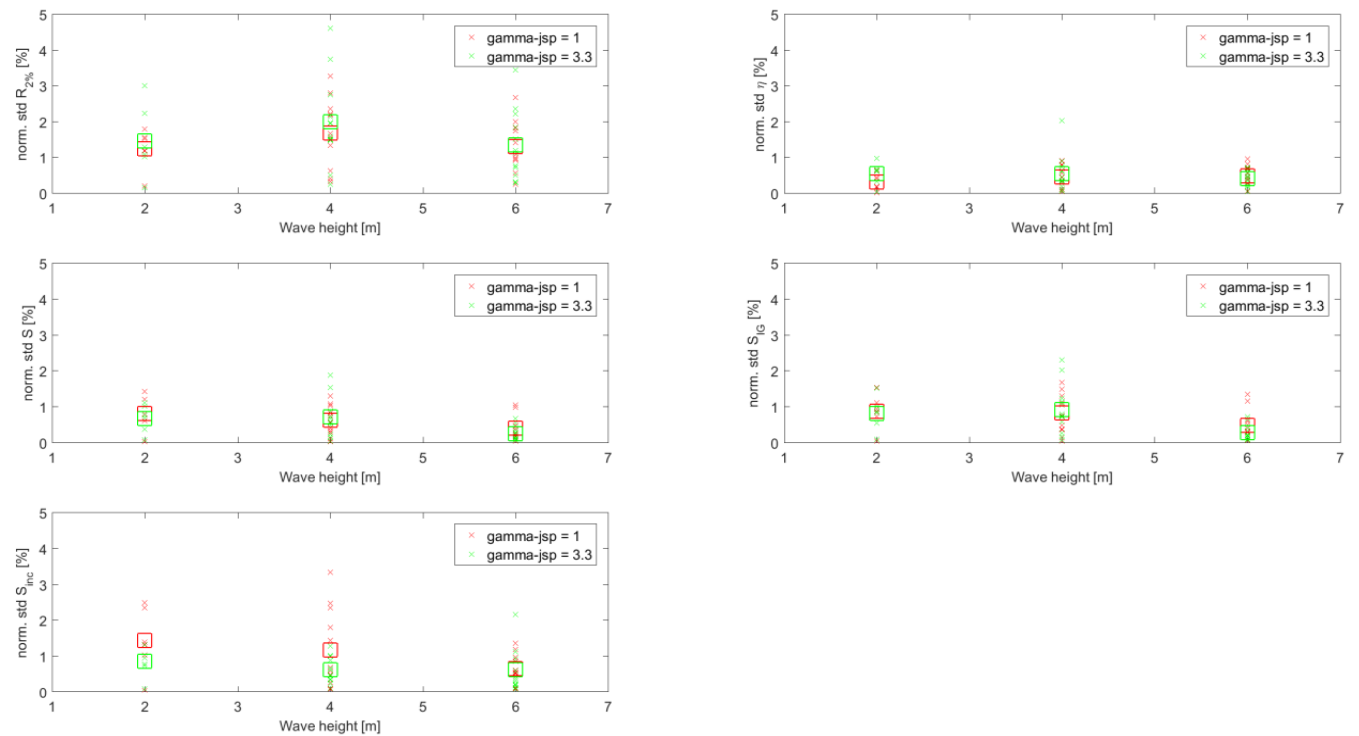 norm. std R2% [%]
5
4
3
2
1
0
gamma-jsp = 1
gamma-jsp = 3.3
1 2 3 4 5 6 7
Wave height [m]
norm. std η [%]
5
4
3
2
1
0
gamma-jsp = 1
gamma-jsp = 3.3
1 2 3 4 5 6 7
Wave height [m]
norm. std S [%]
5
4
3
2
1
0
gamma-jsp = 1
gamma-jsp = 3.3
1 2 3 4 5 6 7
Wave height [m]
norm. std SIG [%]
5
4
3
2
1
0
gamma-jsp = 1
gamma-jsp = 3.3
1 2 3 4 5 6 7
Wave height [m]
norm. std Sinc [%]
5
4
3
2
1
0
gamma-jsp = 1
gamma-jsp = 3.3
1 2 3 4 5 6 7
Wave height [m]